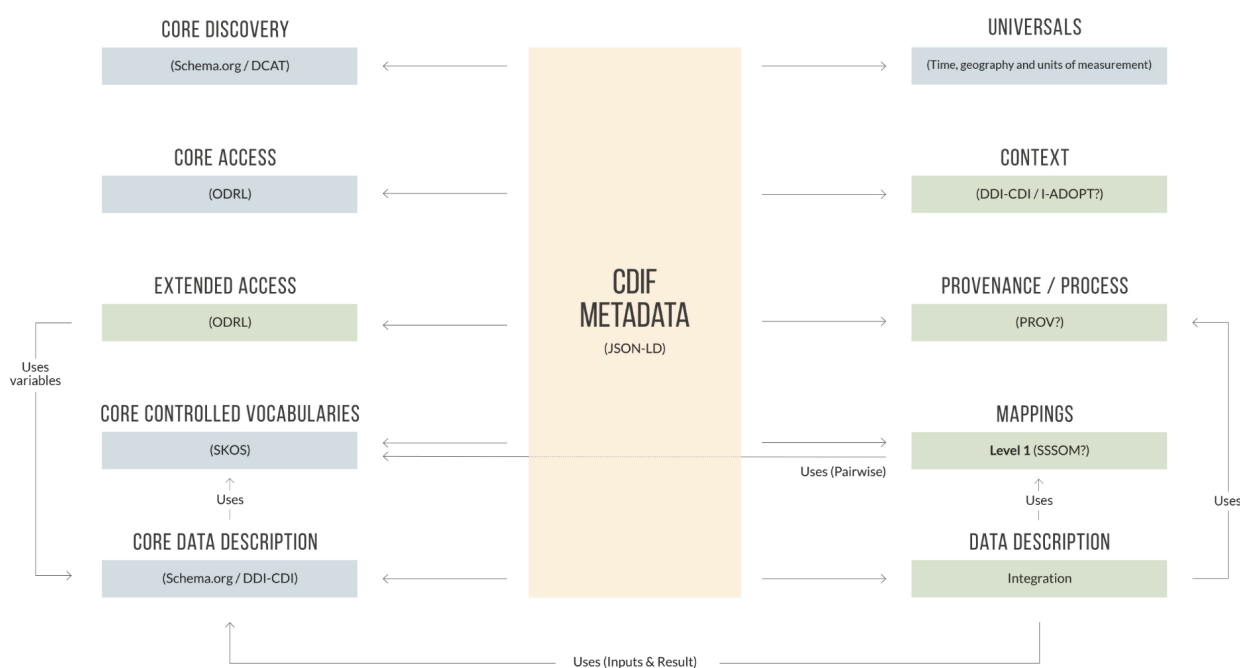 CORE DISCOVERY
(Schema.org / DCAT)
UNIVERSALS
(Time, geography and units of measurement)
CORE ACCESS
(ODRL)
CONTEXT
(DDI-CDI / I-ADOPT?)
EXTENDED ACCESS
(ODRL)
CDIF
METADATA
(JSON-LD)
PROVENANCE / PROCESS
(PROV?)
Uses
variables
CORE CONTROLLED VOCABULARIES
(SKOS)
MAPPINGS
Level 1 (SSSOM?)
Uses (Pairwise)
Uses
Uses
Uses
CORE DATA DESCRIPTION
(Schema.org / DDI-CDI)
DATA DESCRIPTION
Integration
Uses (Inputs & Result)